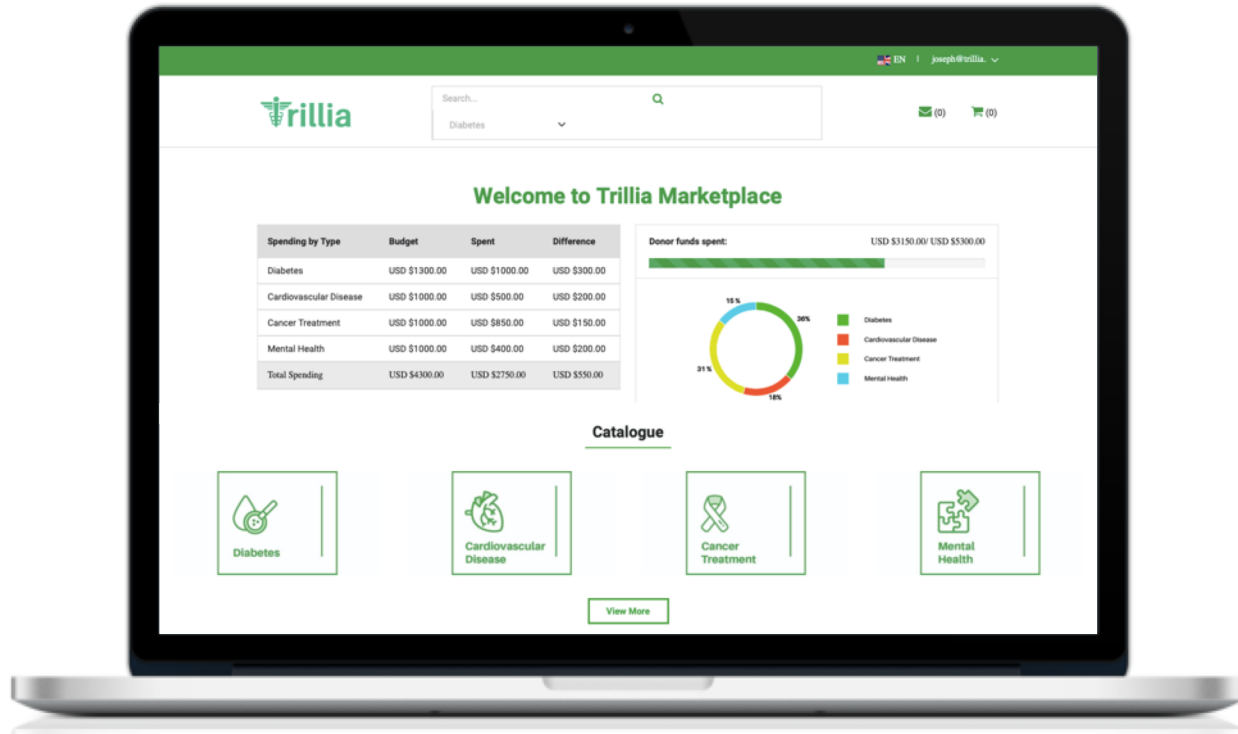 EN | joseph@trillia.
Trillia
Search...
Diabetes
(0) (0)
Welcome to Trillia Marketplace
Spending by Type Budget Spent Difference
Diabetes USD $1300.00 USD $1000.00 USD $300.00
Cardiovascular Disease USD $1000.00 USD $500.00 USD $200.00
Cancer Treatment USD $1000.00 USD $850.00 USD $150.00
Mental Health USD $1000.00 USD $400.00 USD $200.00
Total Spending USD $4300.00 USD $2750.00 USD $550.00
Donor funds spent: USD $3150.00/ USD $5300.00
15 %
36%
31 %
18%
Diabetes
Cardiovascular Disease
Cancer Treatment
Mental Health
Catalogue
Diabetes
Cardiovascular
Disease
Cancer
Treatment
Mental
Health
View More